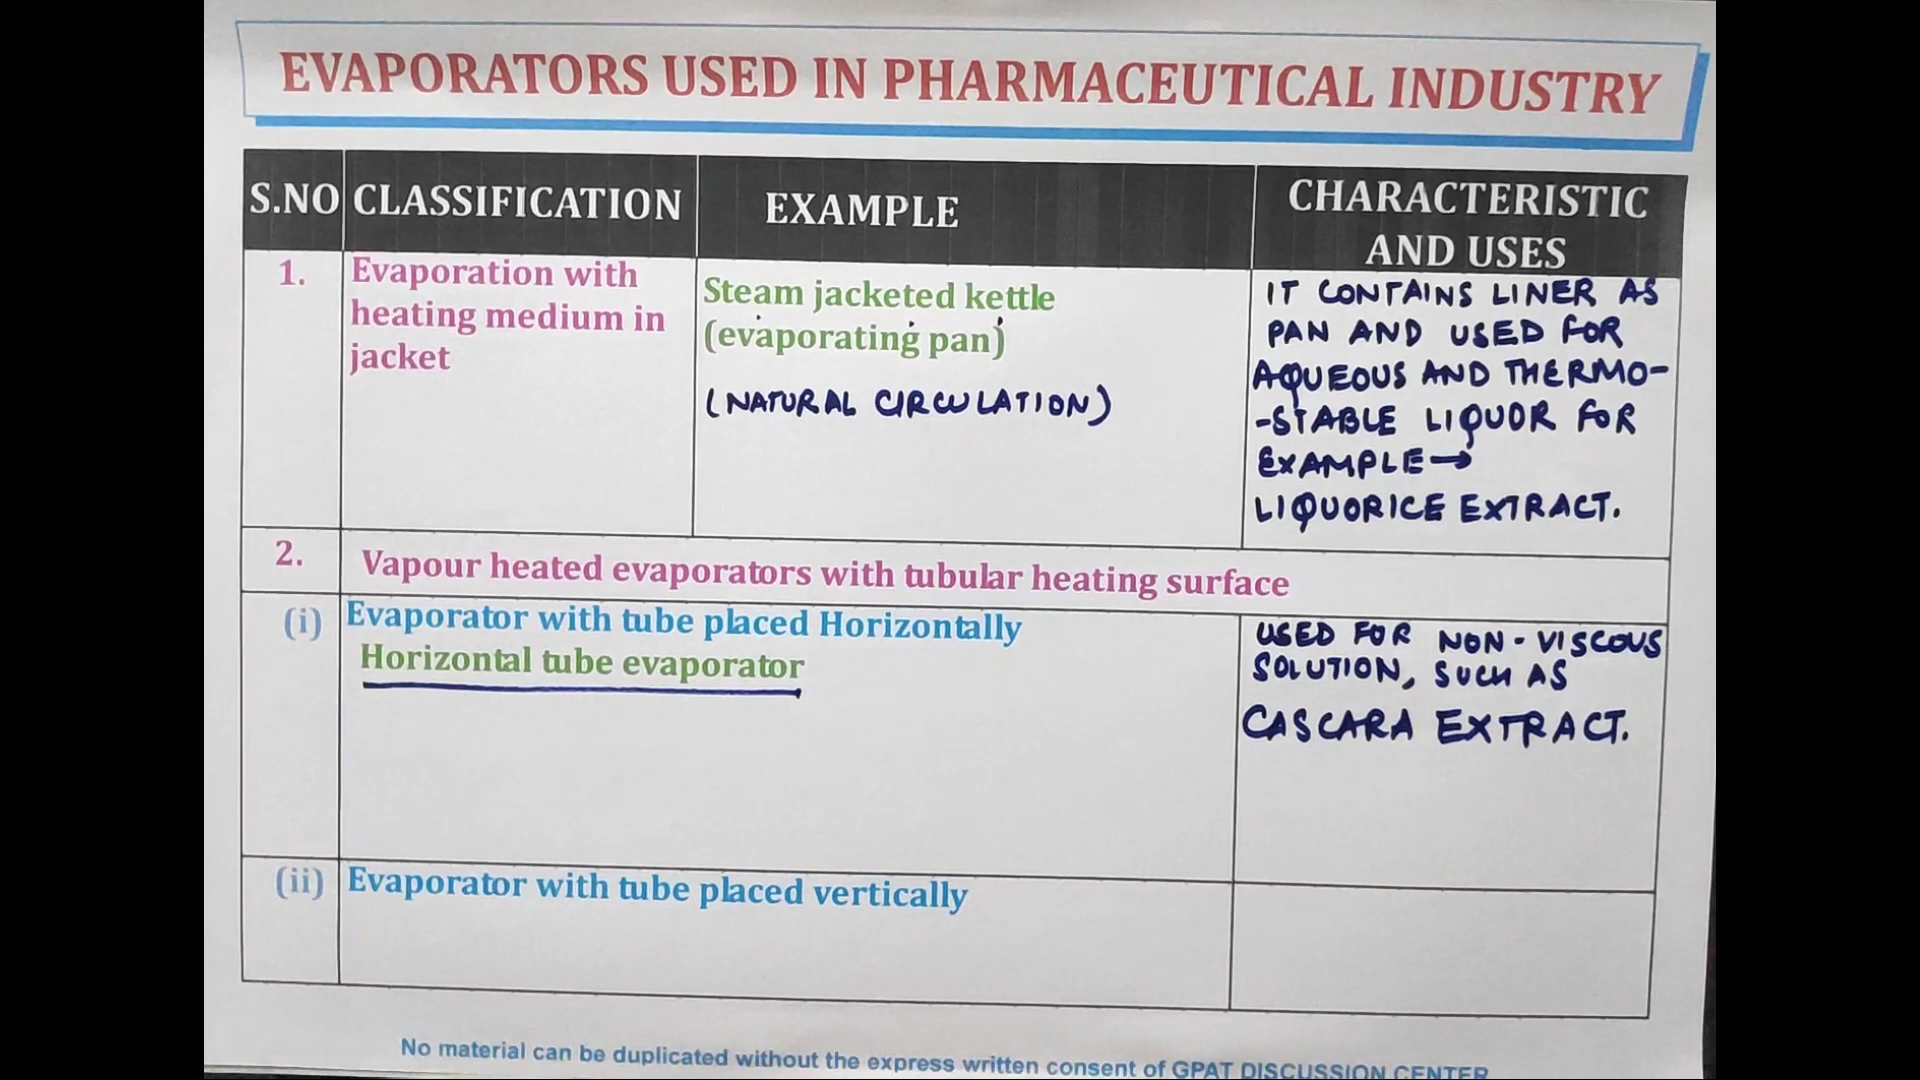 EVAPORATORS USED IN PHARMACEUTICAL INDUSTRY
S.NO CLASSIFICATION EXAMPLE CHARACTERISTIC
AND USES
1. Evaporation with
heating medium in
jacket
Steam jacketed kettle
(evaporating pan)
(NATURAL CIRCULATION)
IT CONTAINS LINER AS
PAN AND USED FOR
AQUEOUS AND THERMO-
-STABLE LIQUOR FOR
EXAMPLE→
LIQUORICE EXTRACT.
2. Vapour heated evaporators with tubular heating surface
(i) Evaporator with tube placed Horizontally
Horizontal tube evaporator
USED FOR NON-VISCOUS
SOLUTION, SUCH AS
CASCARA EXTRACT.
(ii) Evaporator with tube placed vertically
No material can be duplicated without the express written consent of GPAT DISCUSSION CENTER